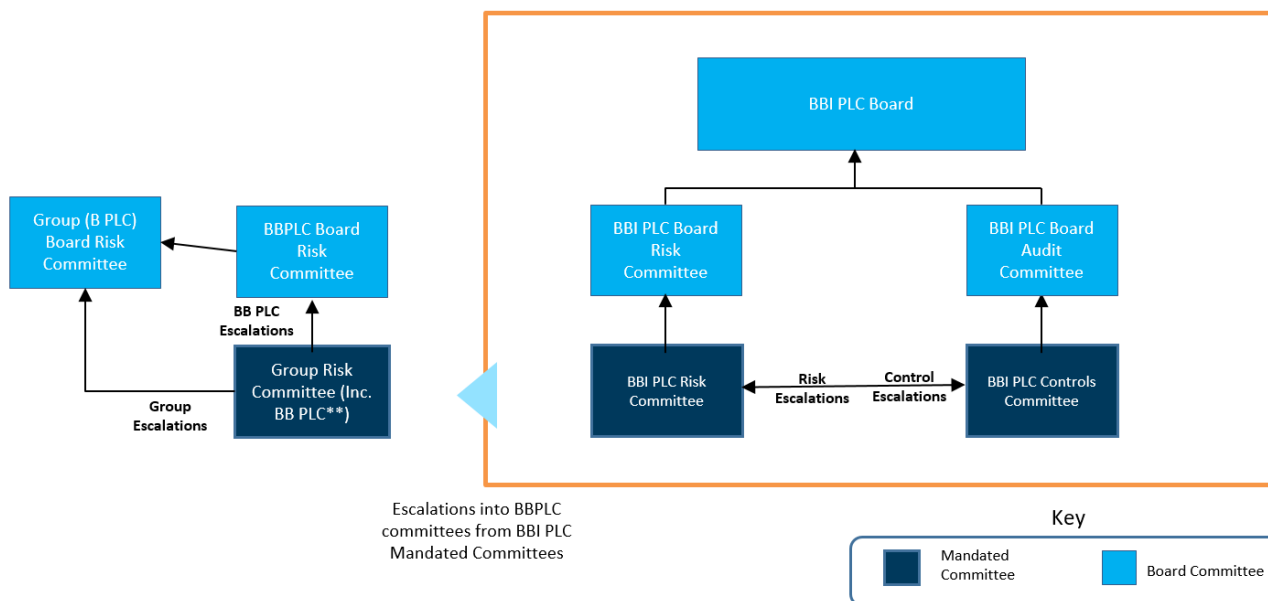 BBI PLC Board
Group (B PLC)
Board Risk
Committee
BBPLC Board
Risk
Committee
BBI PLC Board
Risk
Committee
BBI PLC Board
Audit
Committee
BB PLC
Escalations
Group Risk
Committee (Inc.
BB PLC**)
Group
Escalations
BBI PLC Risk
Committee
Risk
Escalations
Control
Escalations
BBI PLC Controls
Committee
Escalations into BBPLC
committees from BBI PLC
Mandated Committees
Key
Mandated
Committee
Board Committee